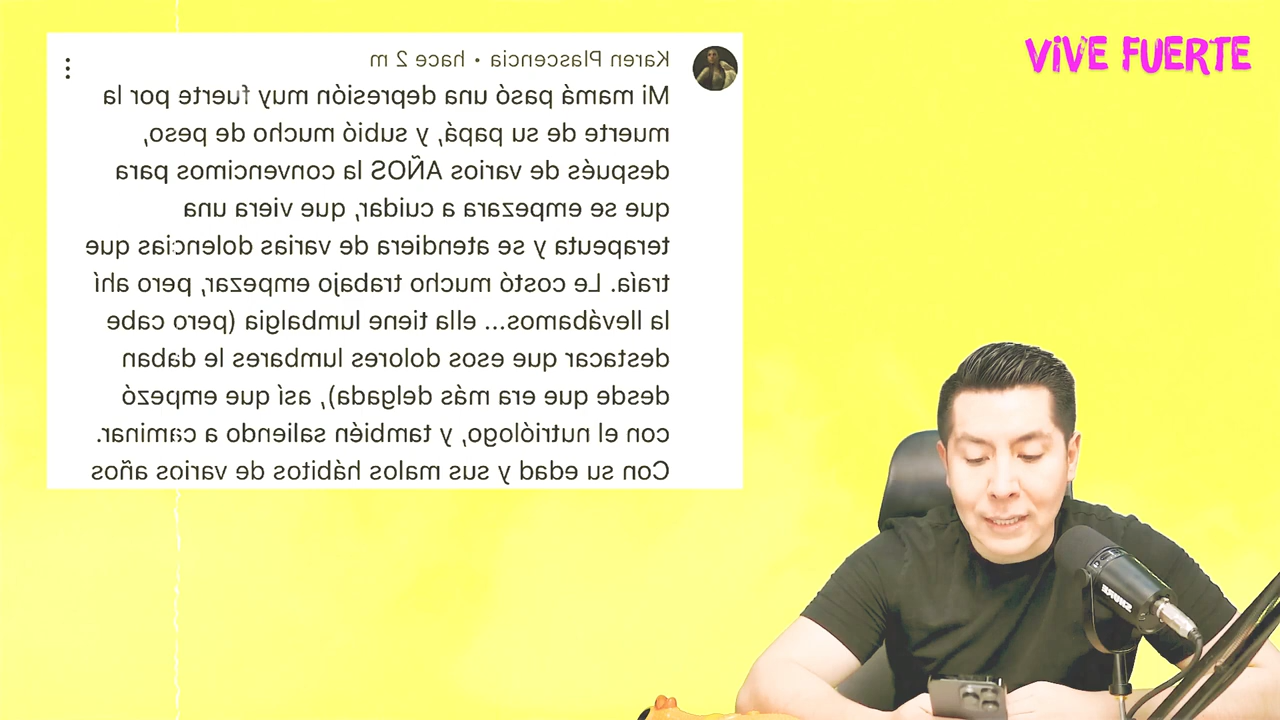 VIVE FUERTE
Karen Plascencia • hace 2 m
Mi mamá pasó una depresión muy fuerte por la
muerte de su papá, y subió mucho de peso,
después de varios AÑOS la convencimos para
que se empezara a cuidar, que viera una
terapeuta y se atendiera de varias dolencias que
traía. Le costó mucho trabajo empezar, pero ahí
la llevábamos... ella tiene lumbalgia (pero cabe
destacar que esos dolores lumbares le daban
desde que era más delgada), así que empezó
con el nutriólogo, y también saliendo a caminar.
Con su edad y sus malos hábitos de varios años